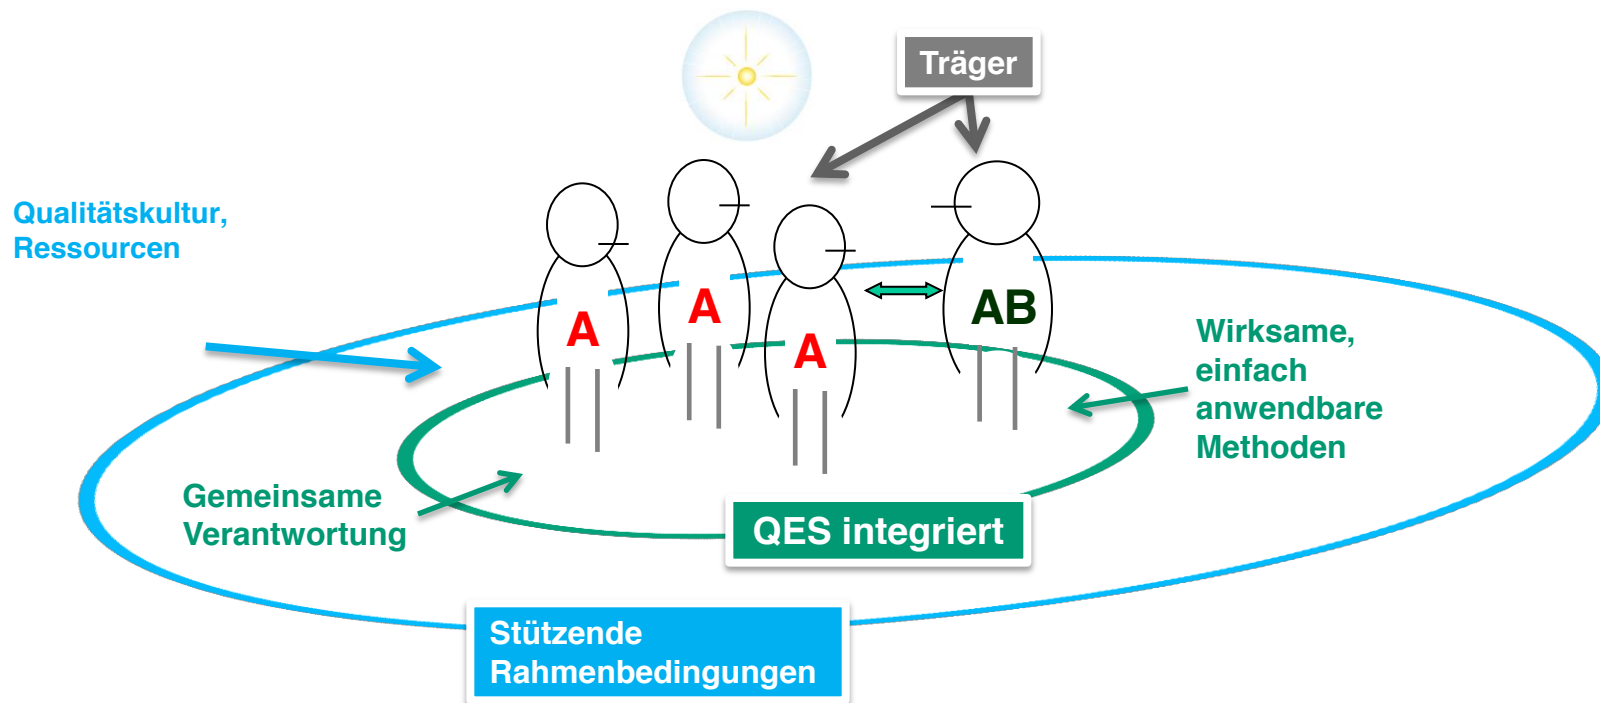 Träger
Qualitätskultur,
Ressourcen
A
A
A
AB
Wirksame,
einfach
anwendbare
Methoden
Gemeinsame
Verantwortung
QES integriert
Stützende
Rahmenbedingungen